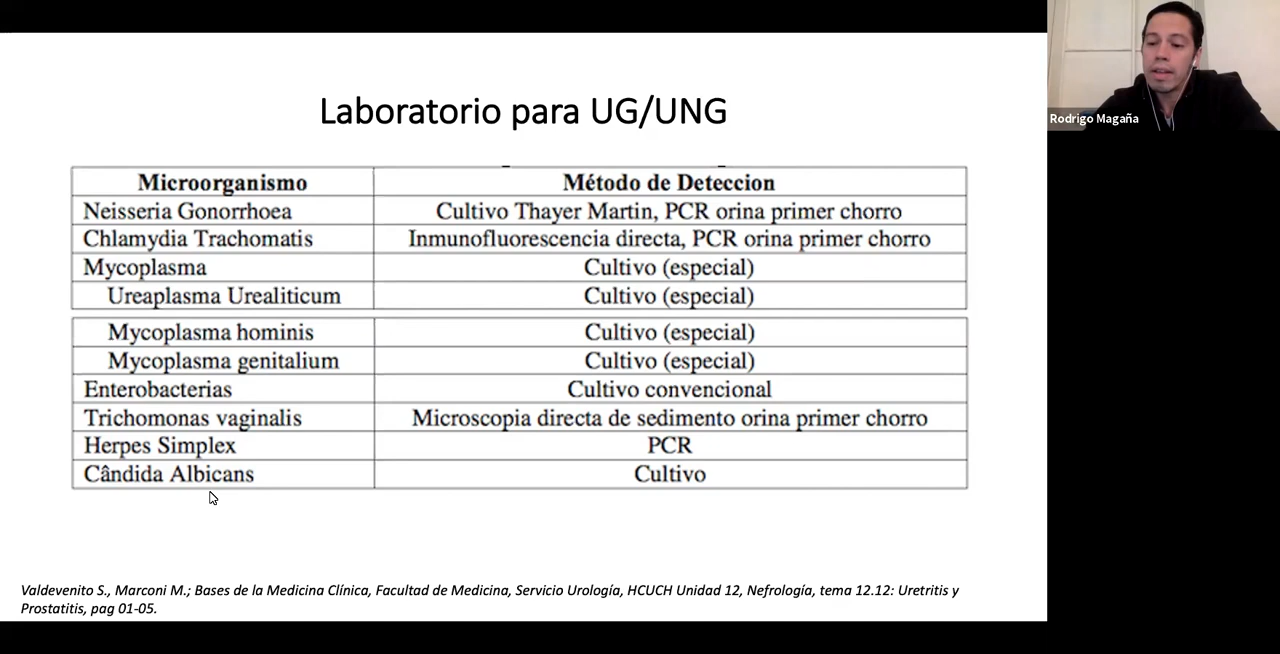 Laboratorio para UG/UNG
Rodrigo Magaña
Microorganismo Método de Deteccion
Neisseria Gonorrhoea Cultivo Thayer Martin, PCR orina primer chorro
Chlamydia Trachomatis Inmunofluorescencia directa, PCR orina primer chorro
Mycoplasma Cultivo (especial)
Ureaplasma Urealiticum Cultivo (especial)
Mycoplasma hominis Cultivo (especial)
Mycoplasma genitalium Cultivo (especial)
Enterobacterias Cultivo convencional
Trichomonas vaginalis Microscopia directa de sedimento orina primer chorro
Herpes Simplex PCR
Cândida Albicans Cultivo
Valdevenito S., Marconi M.; Bases de la Medicina Clínica, Facultad de Medicina, Servicio Urología, HCUCH Unidad 12, Nefrología, tema 12.12: Uretritis y
Prostatitis, pag 01-05.